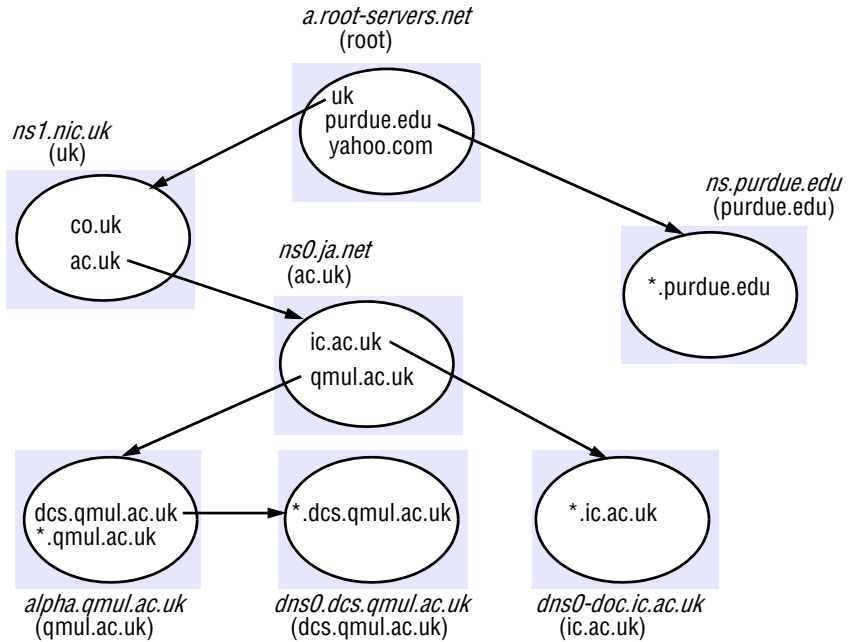 a.root-servers.net
(root)
uk
purdue.edu
yahoo.com
ns1.nic.uk
(uk)
co.uk
ac.uk
ns.purdue.edu
(purdue.edu)
*.purdue.edu
ns0.ja.net
(ac.uk)
ic.ac.uk
qmul.ac.uk
dcs.qmul.ac.uk
*.qmul.ac.uk
*.dcs.qmul.ac.uk
*.ic.ac.uk
alpha.qmul.ac.uk
(qmul.ac.uk)
dns0.dcs.qmul.ac.uk
(dcs.qmul.ac.uk)
dns0-doc.ic.ac.uk
(ic.ac.uk)